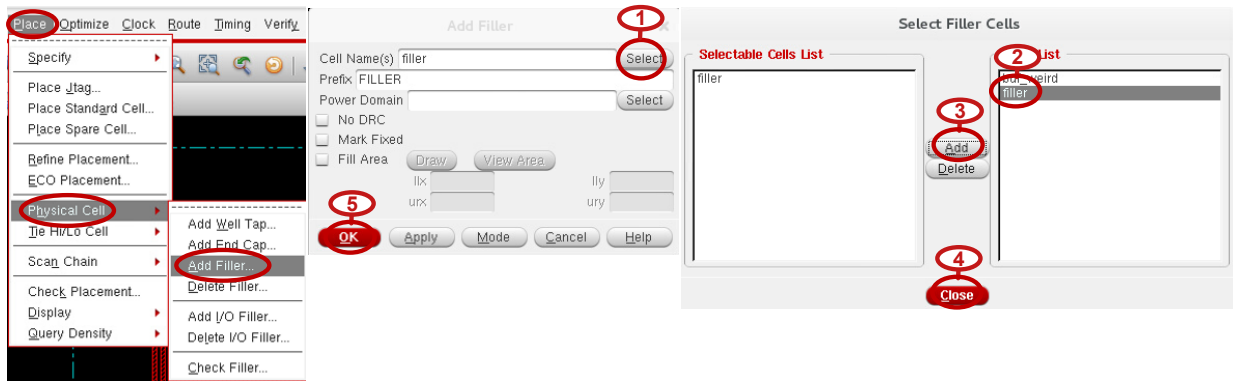 Place Optimize Clock Route Timing Verify
Specify
Place Jtag...
Place Standard Cell...
Place Spare Cell...
Refine Placement...
ECO Placement...
Physical Cell
Tie Hi/Lo Cell
Scan Chain
Check Placement...
Display
Query Density
Add Well Tap...
Add End Cap...
Add Filler...
Delete Filler...
Add I/O Filler...
Delete I/O Filler...
Check Filler...
Add Filler
1
Cell Name(s) filler Select
Prefix FILLER
Power Domain Select
No DRC
Mark Fixed
Fill Area Draw View Area
llx lly
urx ury
5
OK Apply Mode Cancel Help
Select Filler Cells
Selectable Cells List
filler
2
List
buf_weird
filler
3
Add
Delete
4
Close